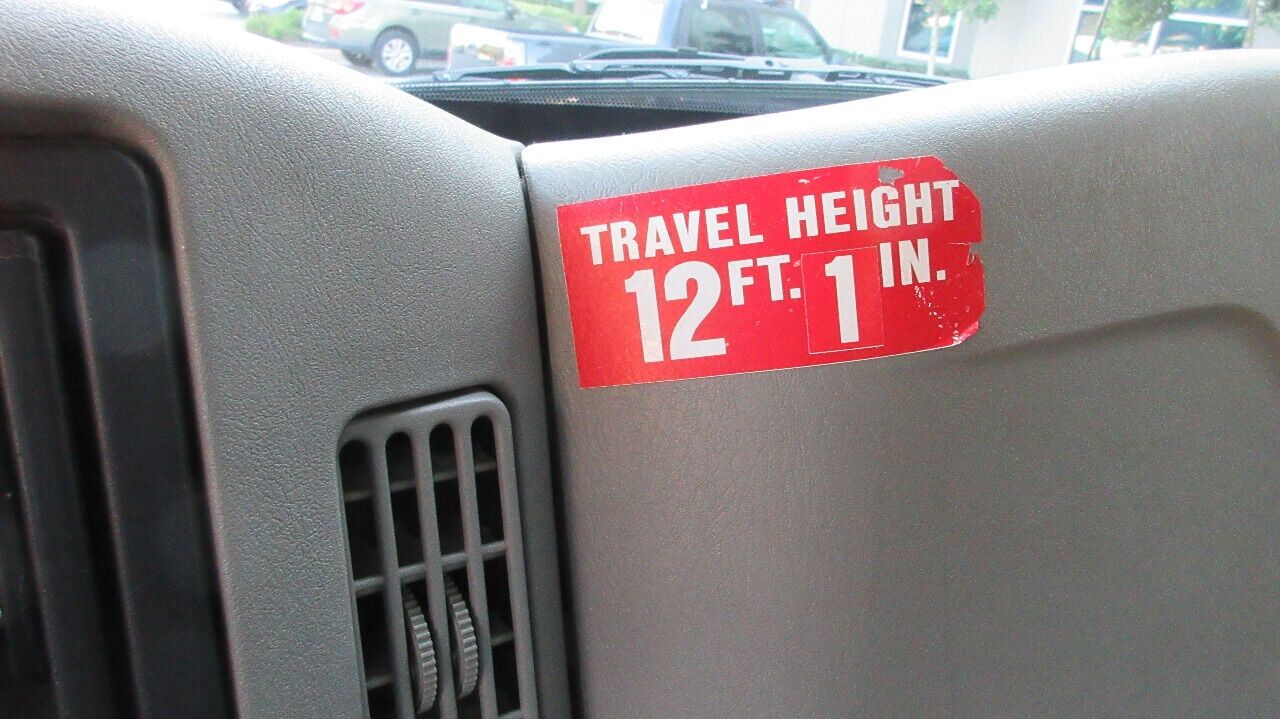 TRAVEL HEIGHT
12 FT. 1 IN.